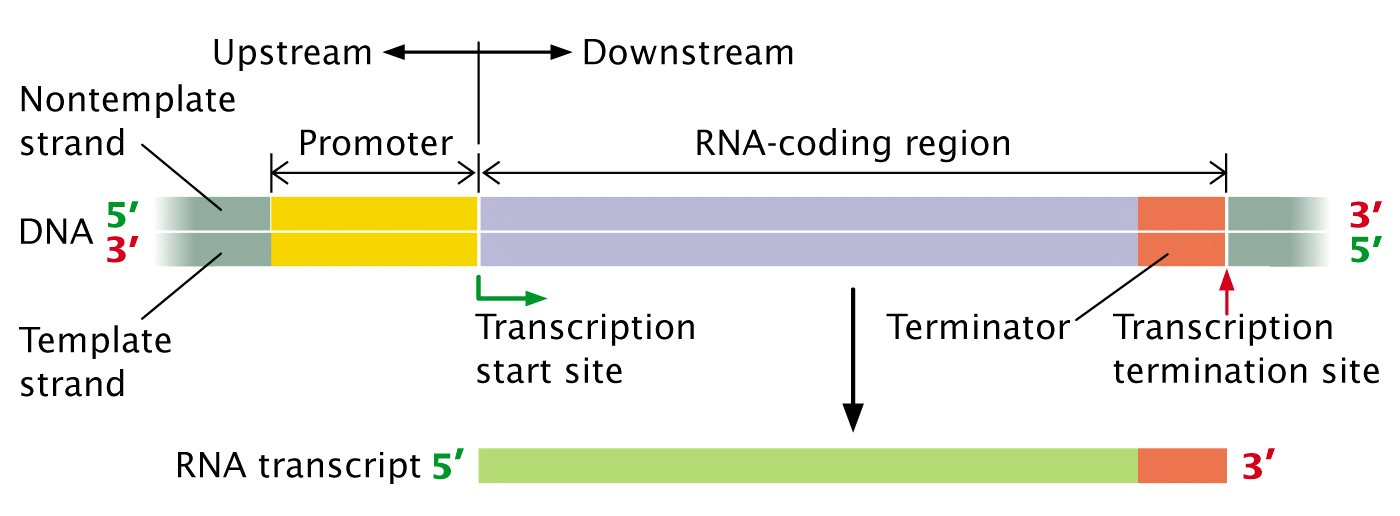 Upstream
Downstream
Nontemplate
strand
Promoter
RNA-coding region
DNA
5′
3′
3′
5′
Template
strand
Transcription
start site
Terminator
Transcription
termination site
RNA transcript 5′
3′